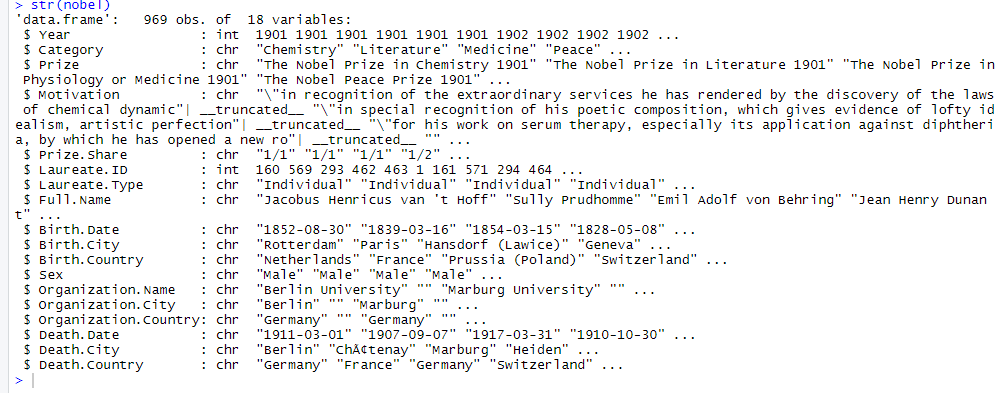 > str(nobel)
'data.frame':   969 obs. of  18 variables:
 $ Year                : int  1901 1901 1901 1901 1901 1901 1902 1902 1902 1902 ...
 $ Category            : chr  "Chemistry" "Literature" "Medicine" "Peace" ...
 $ Prize               : chr  "The Nobel Prize in Chemistry 1901" "The Nobel Prize in Literature 1901" "The Nobel Prize in
 Physiology or Medicine 1901" "The Nobel Peace Prize 1901" ...
 $ Motivation          : chr  "\"in recognition of the extraordinary services he has rendered by the discovery of the laws
 of chemical dynamic"| __truncated__ "\"in special recognition of his poetic composition, which gives evidence of lofty id
ealism, artistic perfection"| __truncated__ "\"for his work on serum therapy, especially its application against diphtheri
a, by which he has opened a new ro"| __truncated__ "" ...
 $ Prize.Share         : chr  "1/1" "1/1" "1/1" "1/2" ...
 $ Laureate.ID         : int  160 569 293 462 463 1 161 571 294 464 ...
 $ Laureate.Type       : chr  "Individual" "Individual" "Individual" "Individual" ...
 $ Full.Name           : chr  "Jacobus Henricus van 't Hoff" "Sully Prudhomme" "Emil Adolf von Behring" "Jean Henry Dunan
t" ...
 $ Birth.Date          : chr  "1852-08-30" "1839-03-16" "1854-03-15" "1828-05-08" ...
 $ Birth.City          : chr  "Rotterdam" "Paris" "Hansdorf (Lawice)" "Geneva" ...
 $ Birth.Country       : chr  "Netherlands" "France" "Prussia (Poland)" "Switzerland" ...
 $ Sex                 : chr  "Male" "Male" "Male" "Male" ...
 $ Organization.Name   : chr  "Berlin University" "" "Marburg University" "" ...
 $ Organization.City   : chr  "Berlin" "" "Marburg" "" ...
 $ Organization.Country: chr  "Germany" "" "Germany" "" ...
 $ Death.Date          : chr  "1911-03-01" "1907-09-07" "1917-03-31" "1910-10-30" ...
 $ Death.City          : chr  "Berlin" "ChÃ¢tenay" "Marburg" "Heiden" ...
 $ Death.Country       : chr  "Germany" "France" "Germany" "Switzerland" ...
>